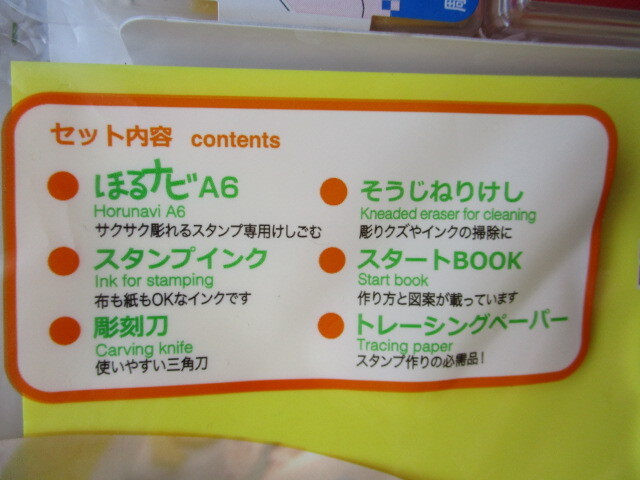 セット内容 contents
ほるナビA6
Horunavi A6
サクサク彫れるスタンプ専用けしごむ
スタンプインク
Ink for stamping
布も紙もOKなインクです
彫刻刀
Carving knife
使いやすい三角刀
そうじねりけし
Kneaded eraser for cleaning
彫りクズやインクの掃除に
スタートBOOK
Start book
作り方と図案が載っています
トレーシングペーパー
Tracing paper
スタンプ作りの必需品!